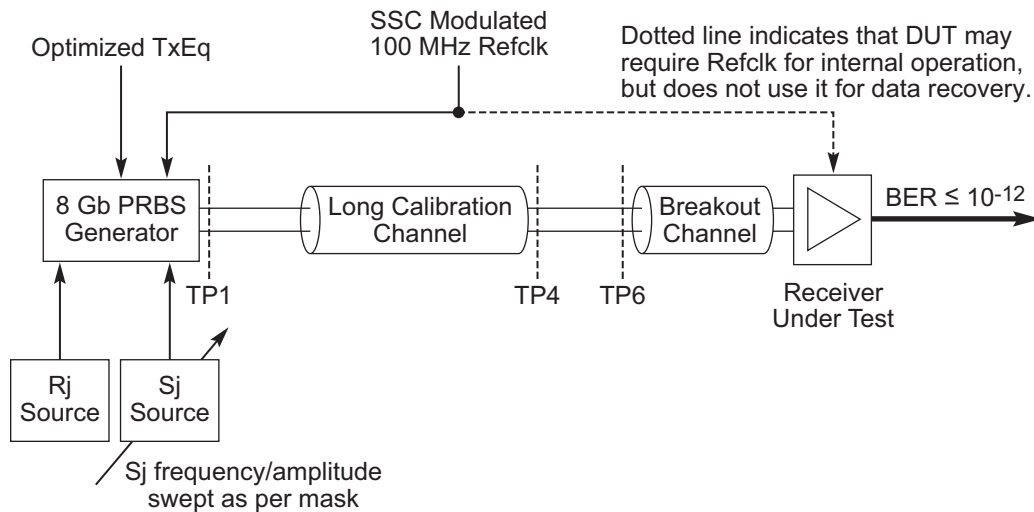 SSC Modulated
100 MHz Refclk
Optimized TxEq
Dotted line indicates that DUT may
require Refclk for internal operation,
but does not use it for data recovery.
8 Gb PRBS
Generator
Long Calibration
Channel
Breakout
Channel
BER ≤ 10-12
TP1
TP4
TP6
Receiver
Under Test
Rj
Source
Sj
Source
Sj frequency/amplitude
swept as per mask